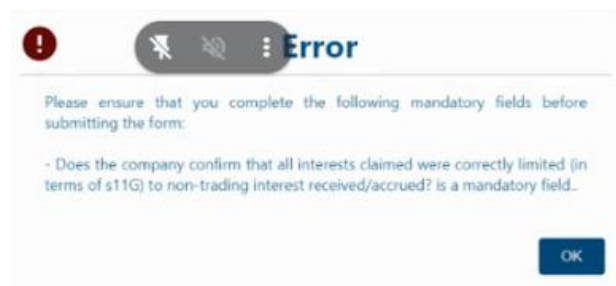 Error
Please ensure that you complete the following mandatory fields before
submitting the form:
- Does the company confirm that all interests claimed were correctly limited (in
terms of s11G) to non-trading interest received/accrued? is a mandatory field..
OK